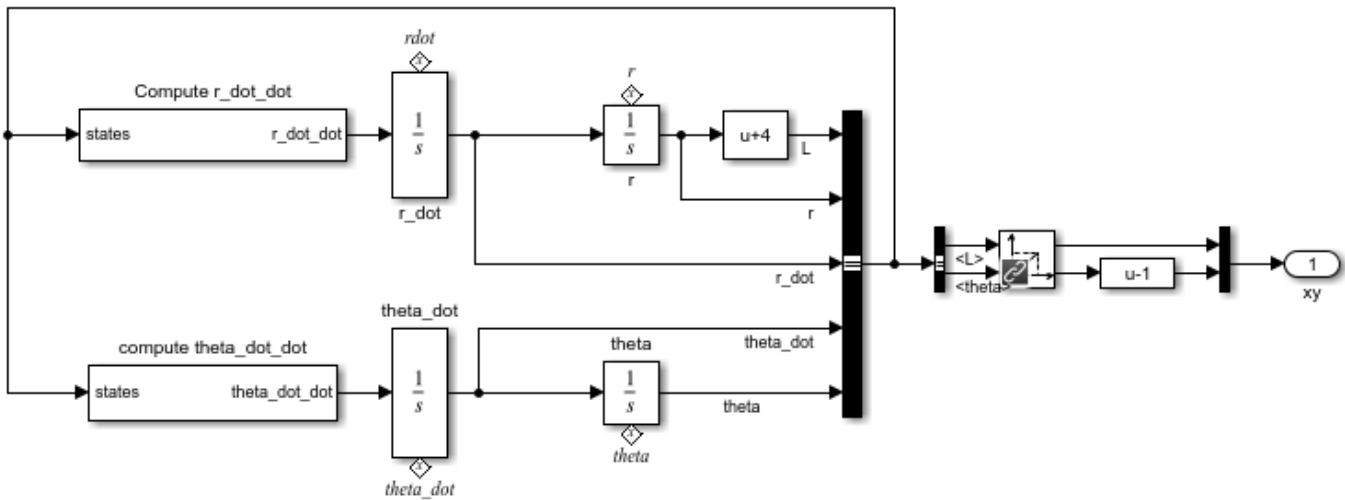 rdot
x
r
x
Compute r_dot_dot
states
r_dot_dot
1
s
r_dot
1
s
r
u+4
L
r
r_dot
<L>
<theta>
u-1
1
xy
theta_dot
compute theta_dot_dot
states
theta_dot_dot
1
s
x
theta_dot
theta
1
s
x
theta
theta_dot
theta